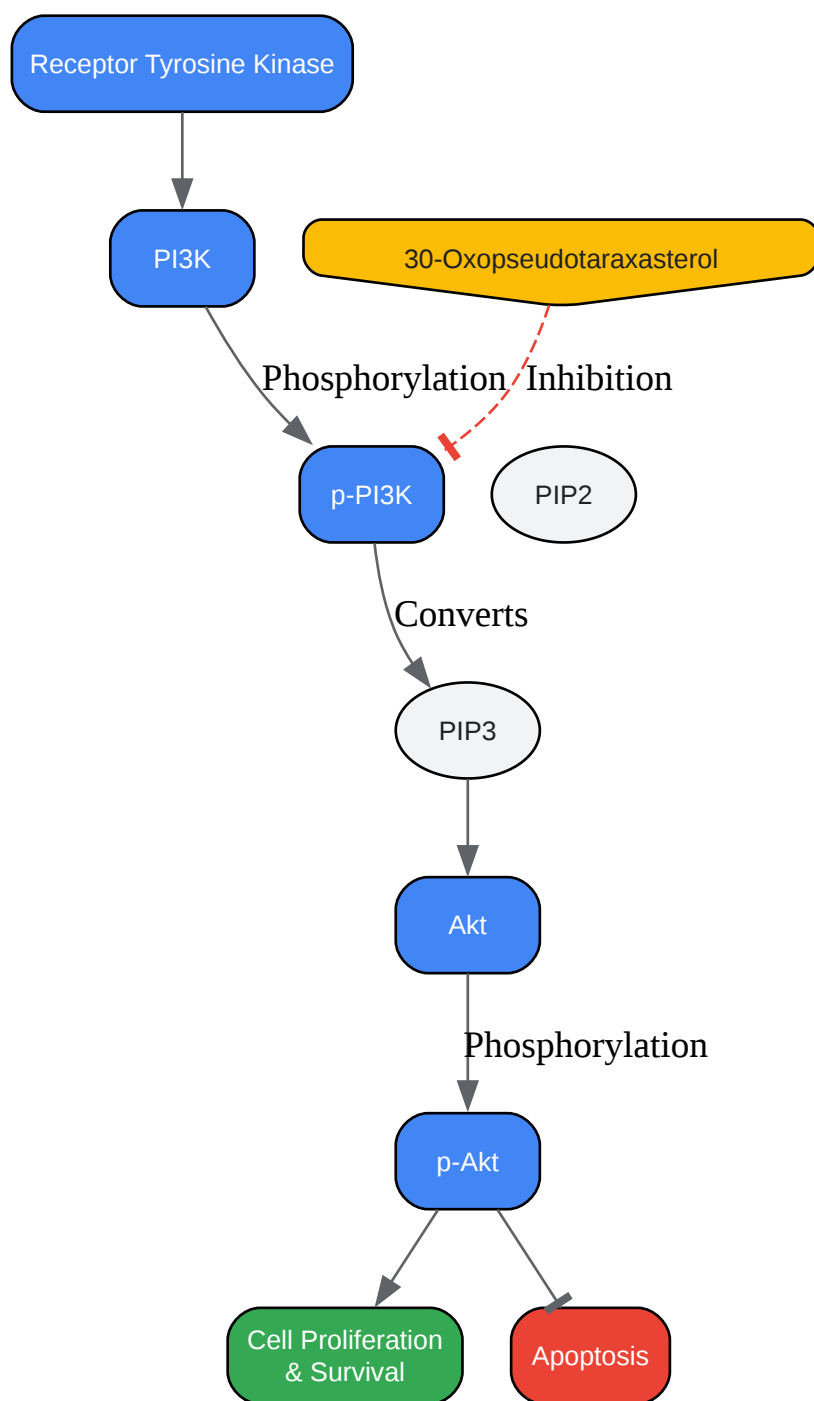 Receptor Tyrosine Kinase
PI3K
30-Oxopseudotaraxasterol
Phosphorylation
Inhibition
p-PI3K
PIP2
Converts
PIP3
Akt
Phosphorylation
p-Akt
Cell Proliferation
& Survival
Apoptosis